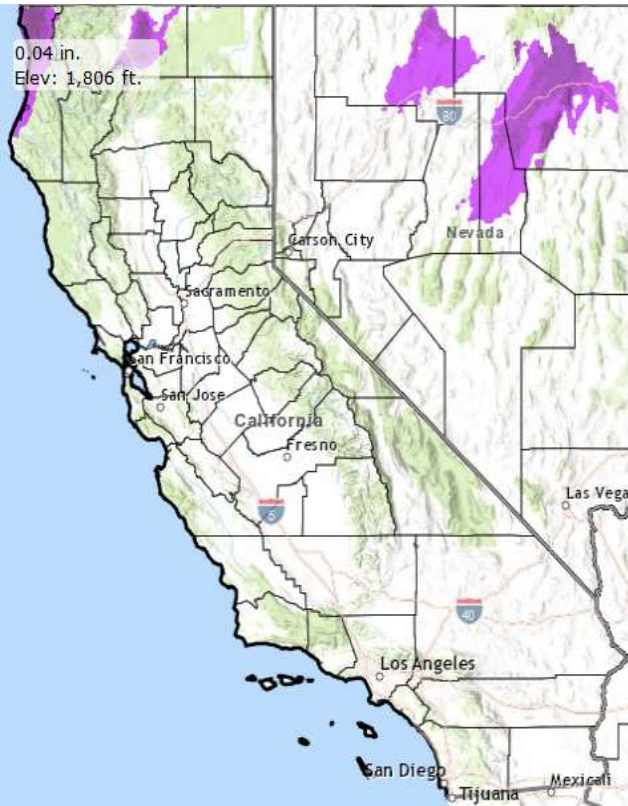 0.04 in.
Elev: 1,806 ft.
80
Carson City
Nevada
Sacramento
San Francisco
San Jose
California
Fresno
5
Las Vega
40
Los Angeles
San Diego
Tijuana
Mexicali